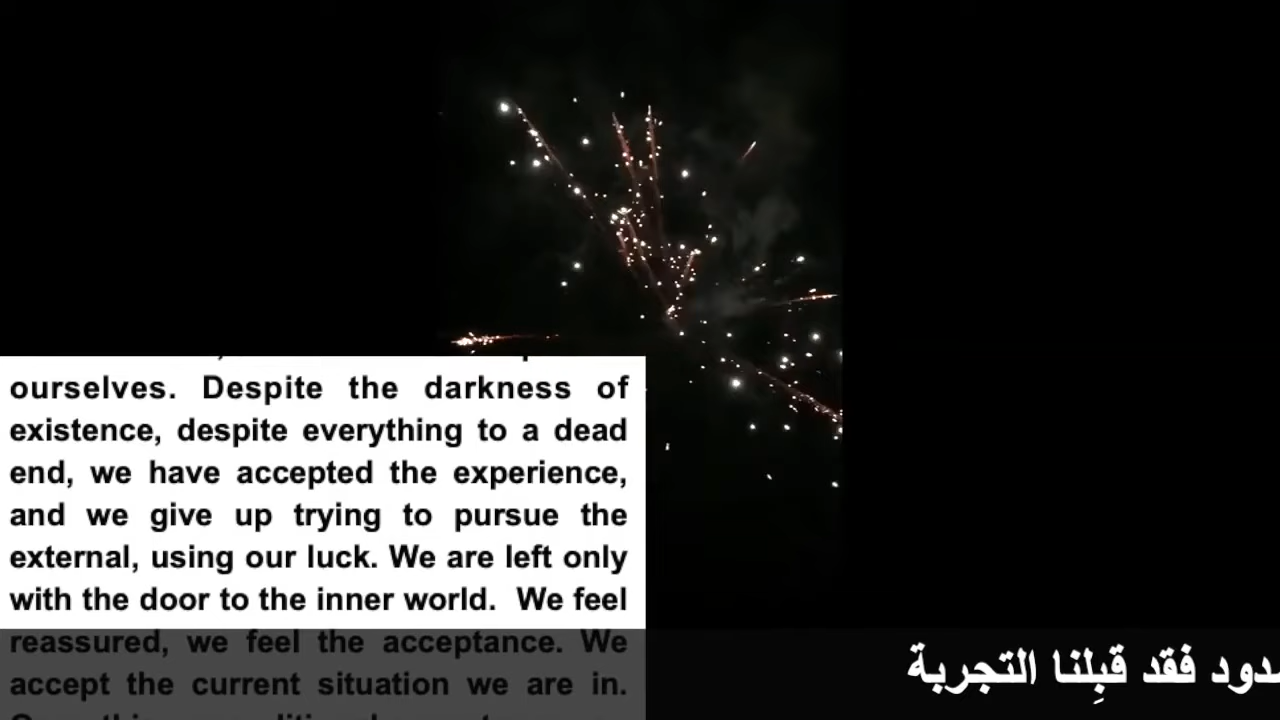 ourselves. Despite the darkness of
existence, despite everything to a dead
end, we have accepted the experience,
and we give up trying to pursue the
external, using our luck. We are left only
with the door to the inner world. We feel
reassured, we feel the acceptance. We
accept the current situation we are in.
فقد قبِلنا التجربة